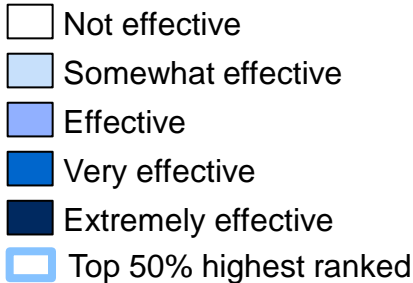 Not effective
Somewhat effective
Effective
Very effective
Extremely effective
Top 50% highest ranked